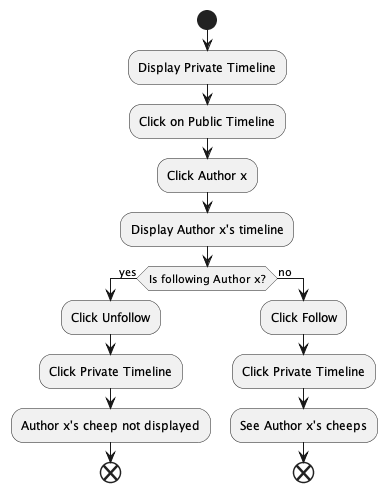 Display Private Timeline
Click on Public Timeline
Click Author x
Display Author x's timeline
yes
Is following Author x?
no
Click Unfollow
Click Follow
Click Private Timeline
Click Private Timeline
Author x's cheep not displayed
See Author x's cheeps